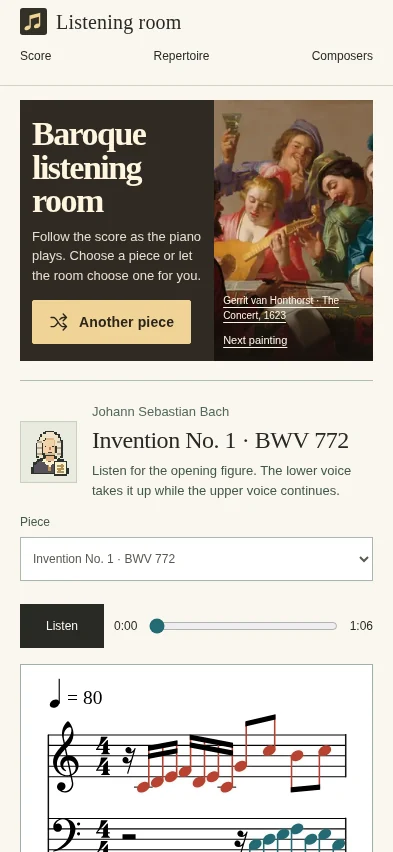 Listening room
Score Repertoire Composers
Baroque
listening
room
Follow the score as the piano
plays. Choose a piece or let
the room choose one for you.
Another piece
Gerrit van Honthorst · The
Concert, 1623
Next painting
Johann Sebastian Bach
Invention No. 1 · BWV 772
Listen for the opening figure. The lower voice
takes it up while the upper voice continues.
Piece
Invention No. 1 · BWV 772
Listen 0:00 1:06
= 80
4
4
4
4